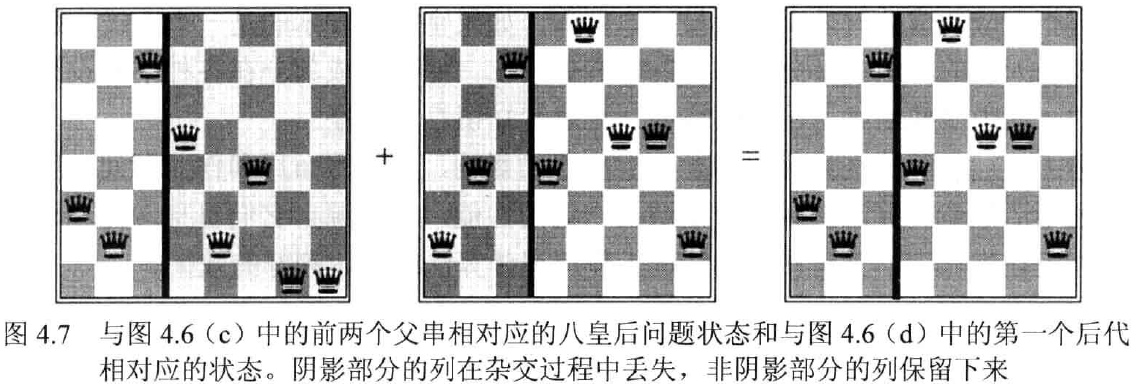 + =
图 4.7 与图 4.6（c）中的前两个父串相对应的八皇后问题状态和与图 4.6（d）中的第一个后代
相对应的状态。阴影部分的列在杂交过程中丢失，非阴影部分的列保留下来